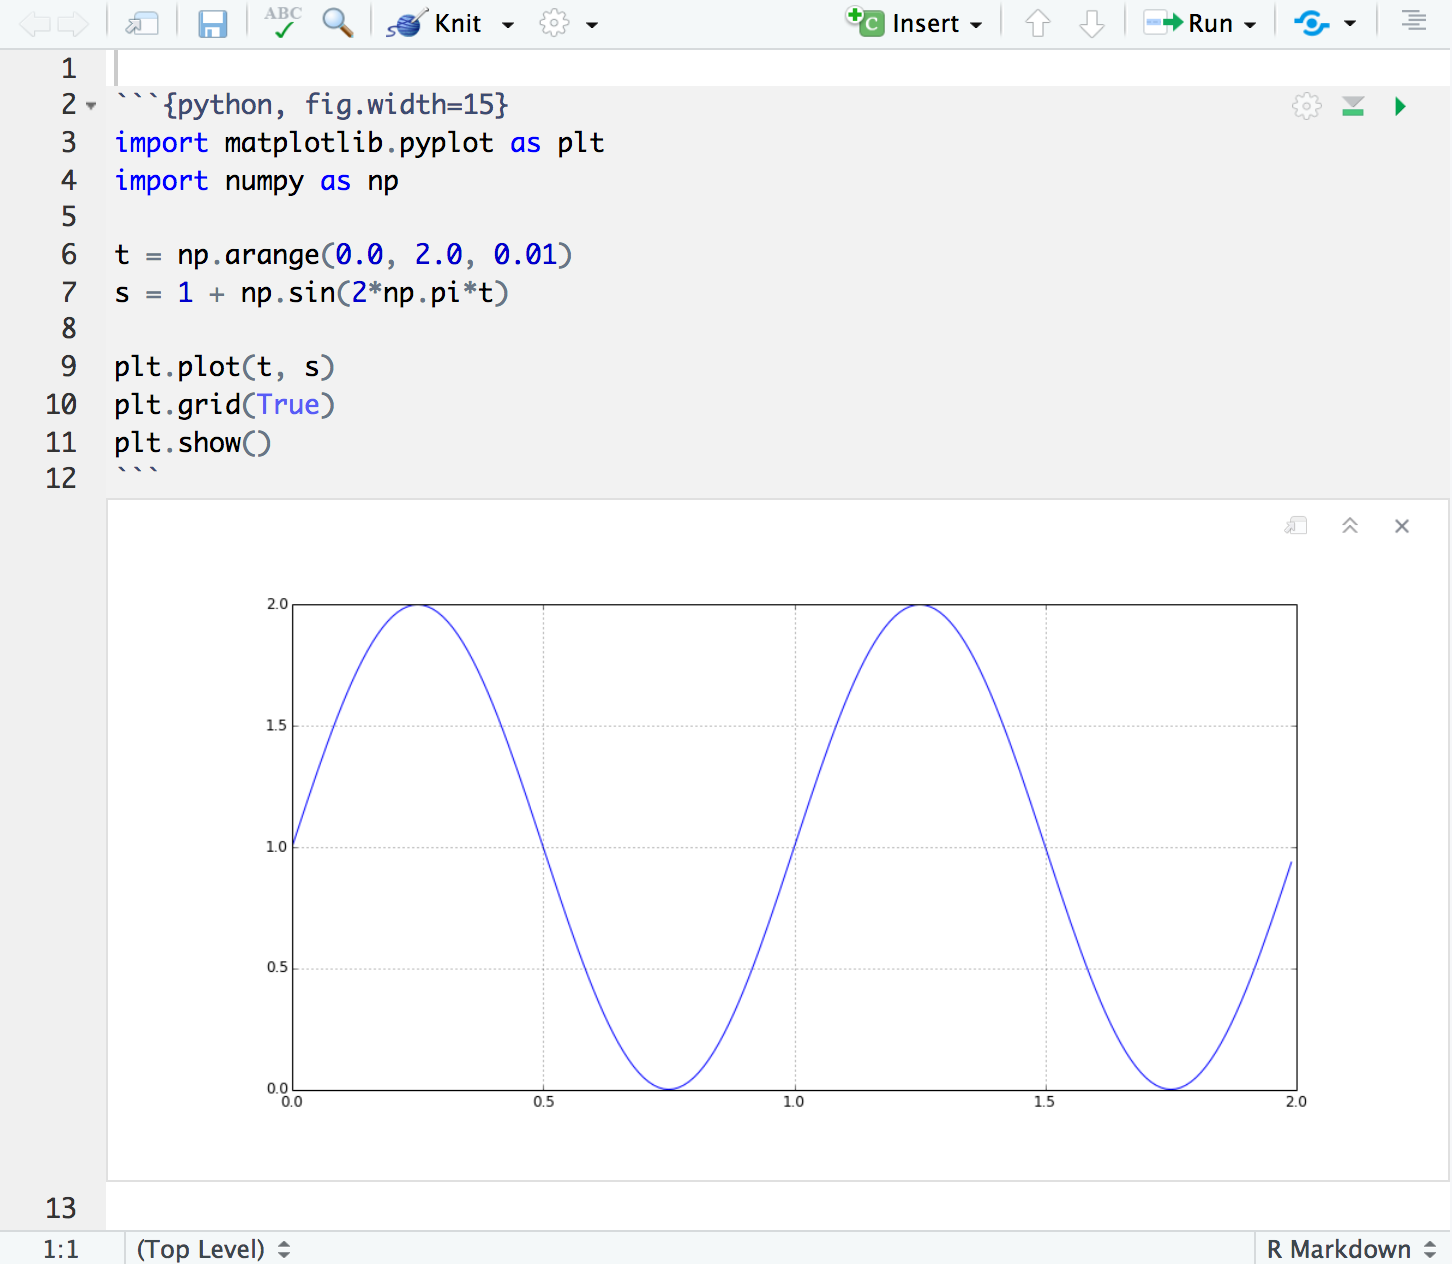 ABC Knit Insert Run
1
2 ```{python, fig.width=15}
3 import matplotlib.pyplot as plt
4 import numpy as np
5
6 t = np.arange(0.0, 2.0, 0.01)
7 s = 1 + np.sin(2*np.pi*t)
8
9 plt.plot(t, s)
10 plt.grid(True)
11 plt.show()
12 ```
2.0
1.5
1.0
0.5
0.0
0.0 0.5 1.0 1.5 2.0
13
1:1 (Top Level) R Markdown